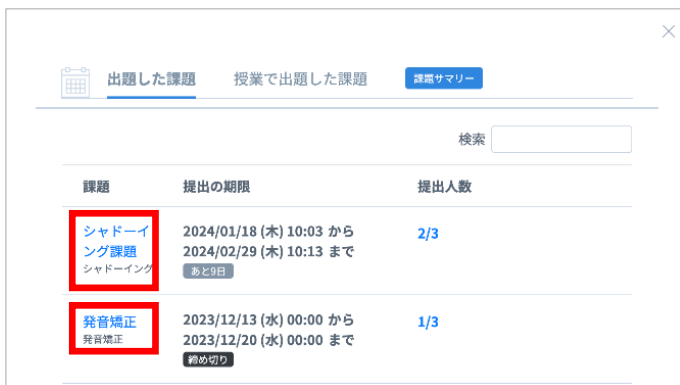 出題した課題 授業で出題した課題 課題サマリー
検索
課題 提出の期限 提出人数
シャドーイ
ング課題
シャドーイング
2024/01/18 (木) 10:03 から
2024/02/29 (木) 10:13 まで
あと9日
2/3
発音矯正
発音矯正
2023/12/13 (水) 00:00 から
2023/12/20 (水) 00:00 まで
締め切り
1/3